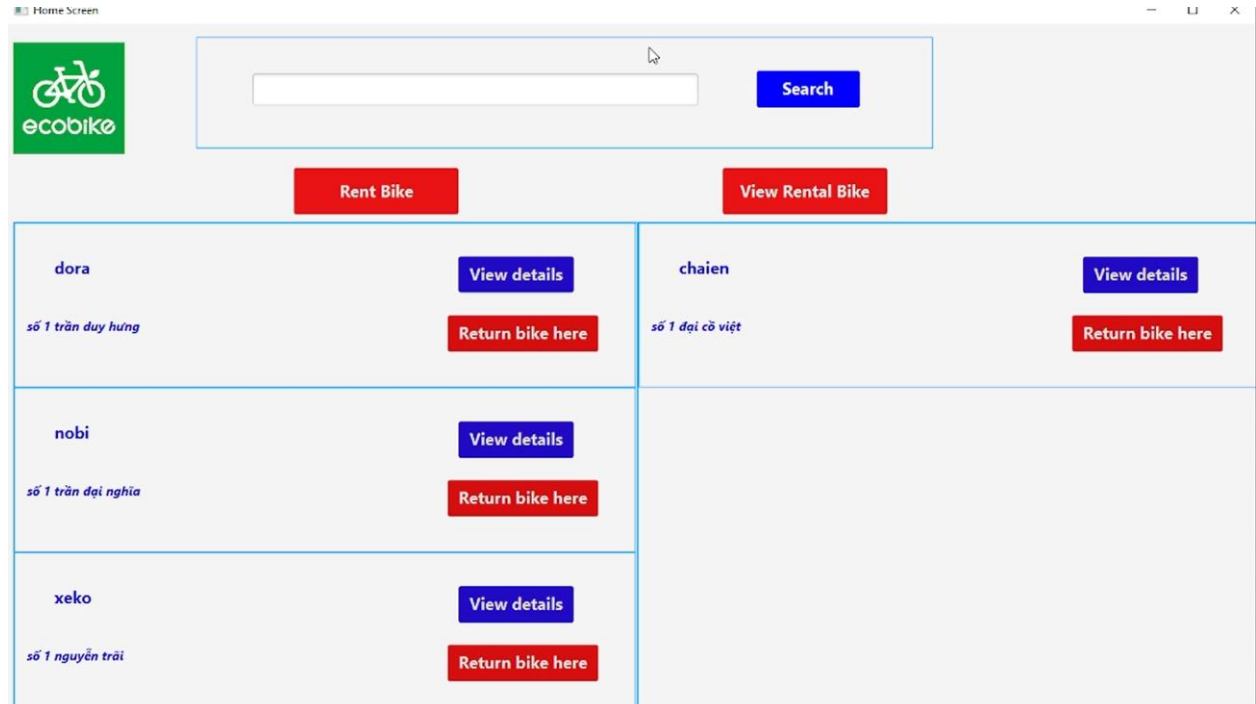 Home Screen
ecobike
Search
Rent Bike
View Rental Bike
dora
View details
số 1 trần duy hưng
Return bike here
chaien
View details
số 1 đại cồ việt
Return bike here
nobi
View details
số 1 trần đại nghĩa
Return bike here
xeko
View details
số 1 nguyễn trãi
Return bike here